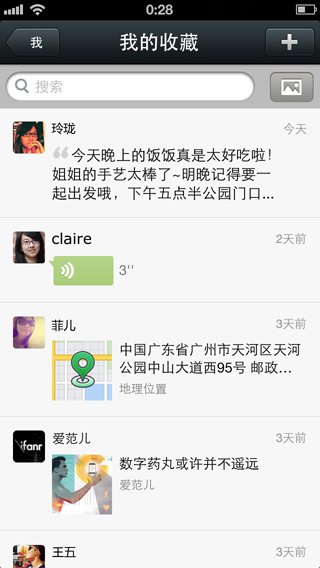 0:28
我
我的收藏
搜索
玲珑
今天
今天晚上的饭饭真是太好吃啦！
姐姐的手艺太棒了~明晚记得要一
起出发哦，下午五点半公园门口...
claire
2天前
3''
菲儿
3天前
中国广东省广州市天河区天河
公园中山大道西95号 邮政...
地理位置
ifanr
爱范儿
3天前
数字药丸或许并不遥远
爱范儿
王五
3天前